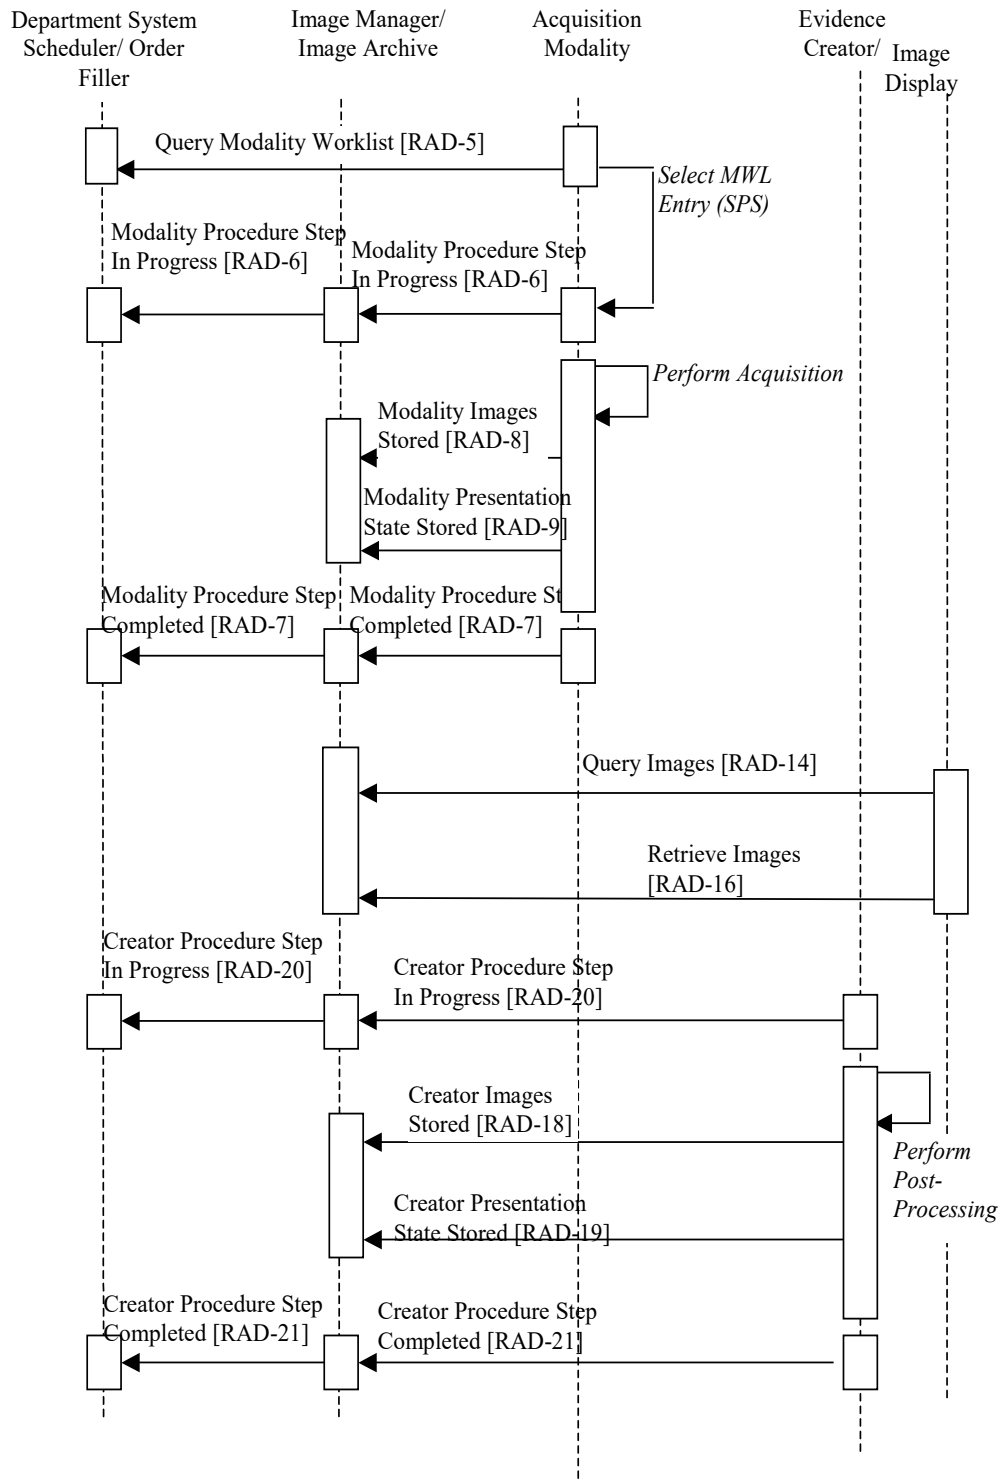 Department System
Scheduler/ Order
Filler
Image Manager/
Image Archive
Acquisition
Modality
Evidence
Creator/
Image
Display
Query Modality Worklist [RAD-5]
Select MWL
Entry (SPS)
Modality Procedure Step
In Progress [RAD-6]
Modality Procedure Step
In Progress [RAD-6]
Perform Acquisition
Modality Images
Stored [RAD-8]
Modality Presentation
State Stored [RAD-9]
Modality Procedure Step
Completed [RAD-7]
Modality Procedure St
Completed [RAD-7]
Query Images [RAD-14]
Retrieve Images
[RAD-16]
Creator Procedure Step
In Progress [RAD-20]
Creator Procedure Step
In Progress [RAD-20]
Creator Images
Stored [RAD-18]
Perform
Post-
Processing
Creator Presentation
State Stored [RAD-19]
Creator Procedure Step
Completed [RAD-21]
Creator Procedure Step
Completed [RAD-21]